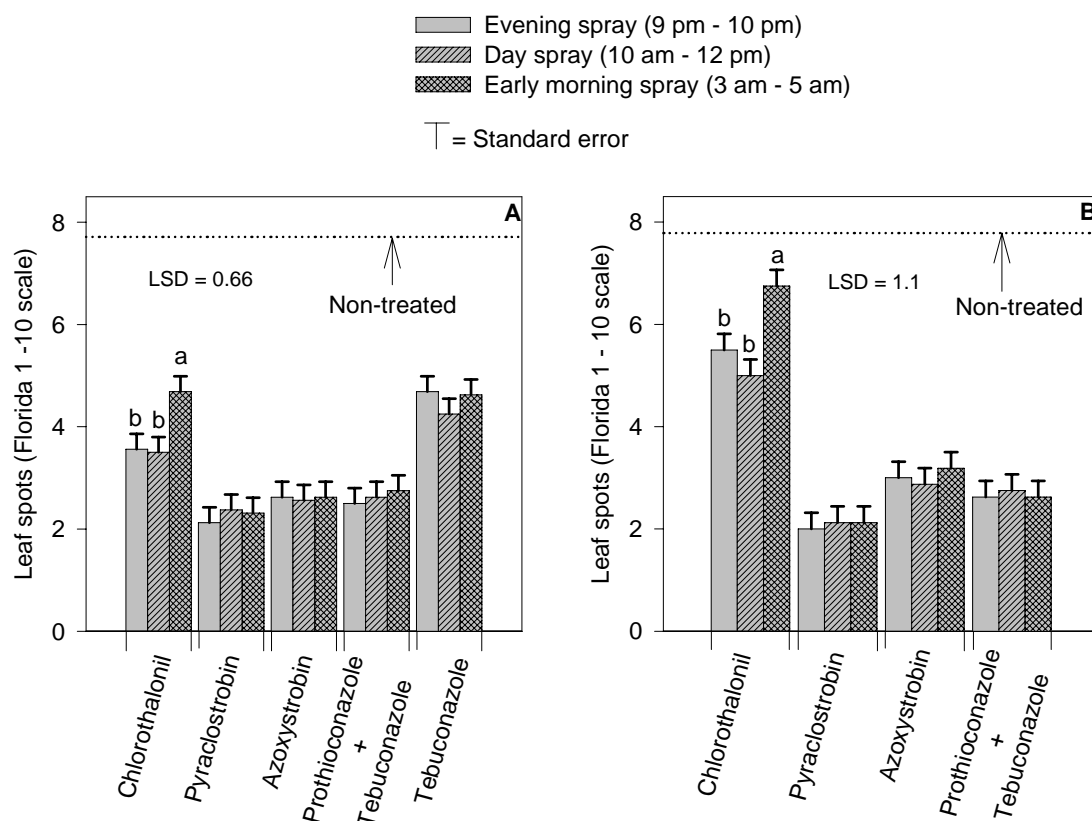 Evening spray (9 pm - 10 pm)
Day spray (10 am - 12 pm)
Early morning spray (3 am - 5 am)
= Standard error
A
8
6
4
2
0
Leaf spots (Florida 1 -10 scale)
LSD = 0.66
Non-treated
b
b
a
Chlorothalonil
Pyraclostrobin
Azoxystrobin
Prothioconazole
+
Tebuconazole
Tebuconazole
B
8
6
4
2
0
Leaf spots (Florida 1 - 10 scale)
LSD = 1.1
Non-treated
b
b
a
Chlorothalonil
Pyraclostrobin
Azoxystrobin
Prothioconazole
+
Tebuconazole